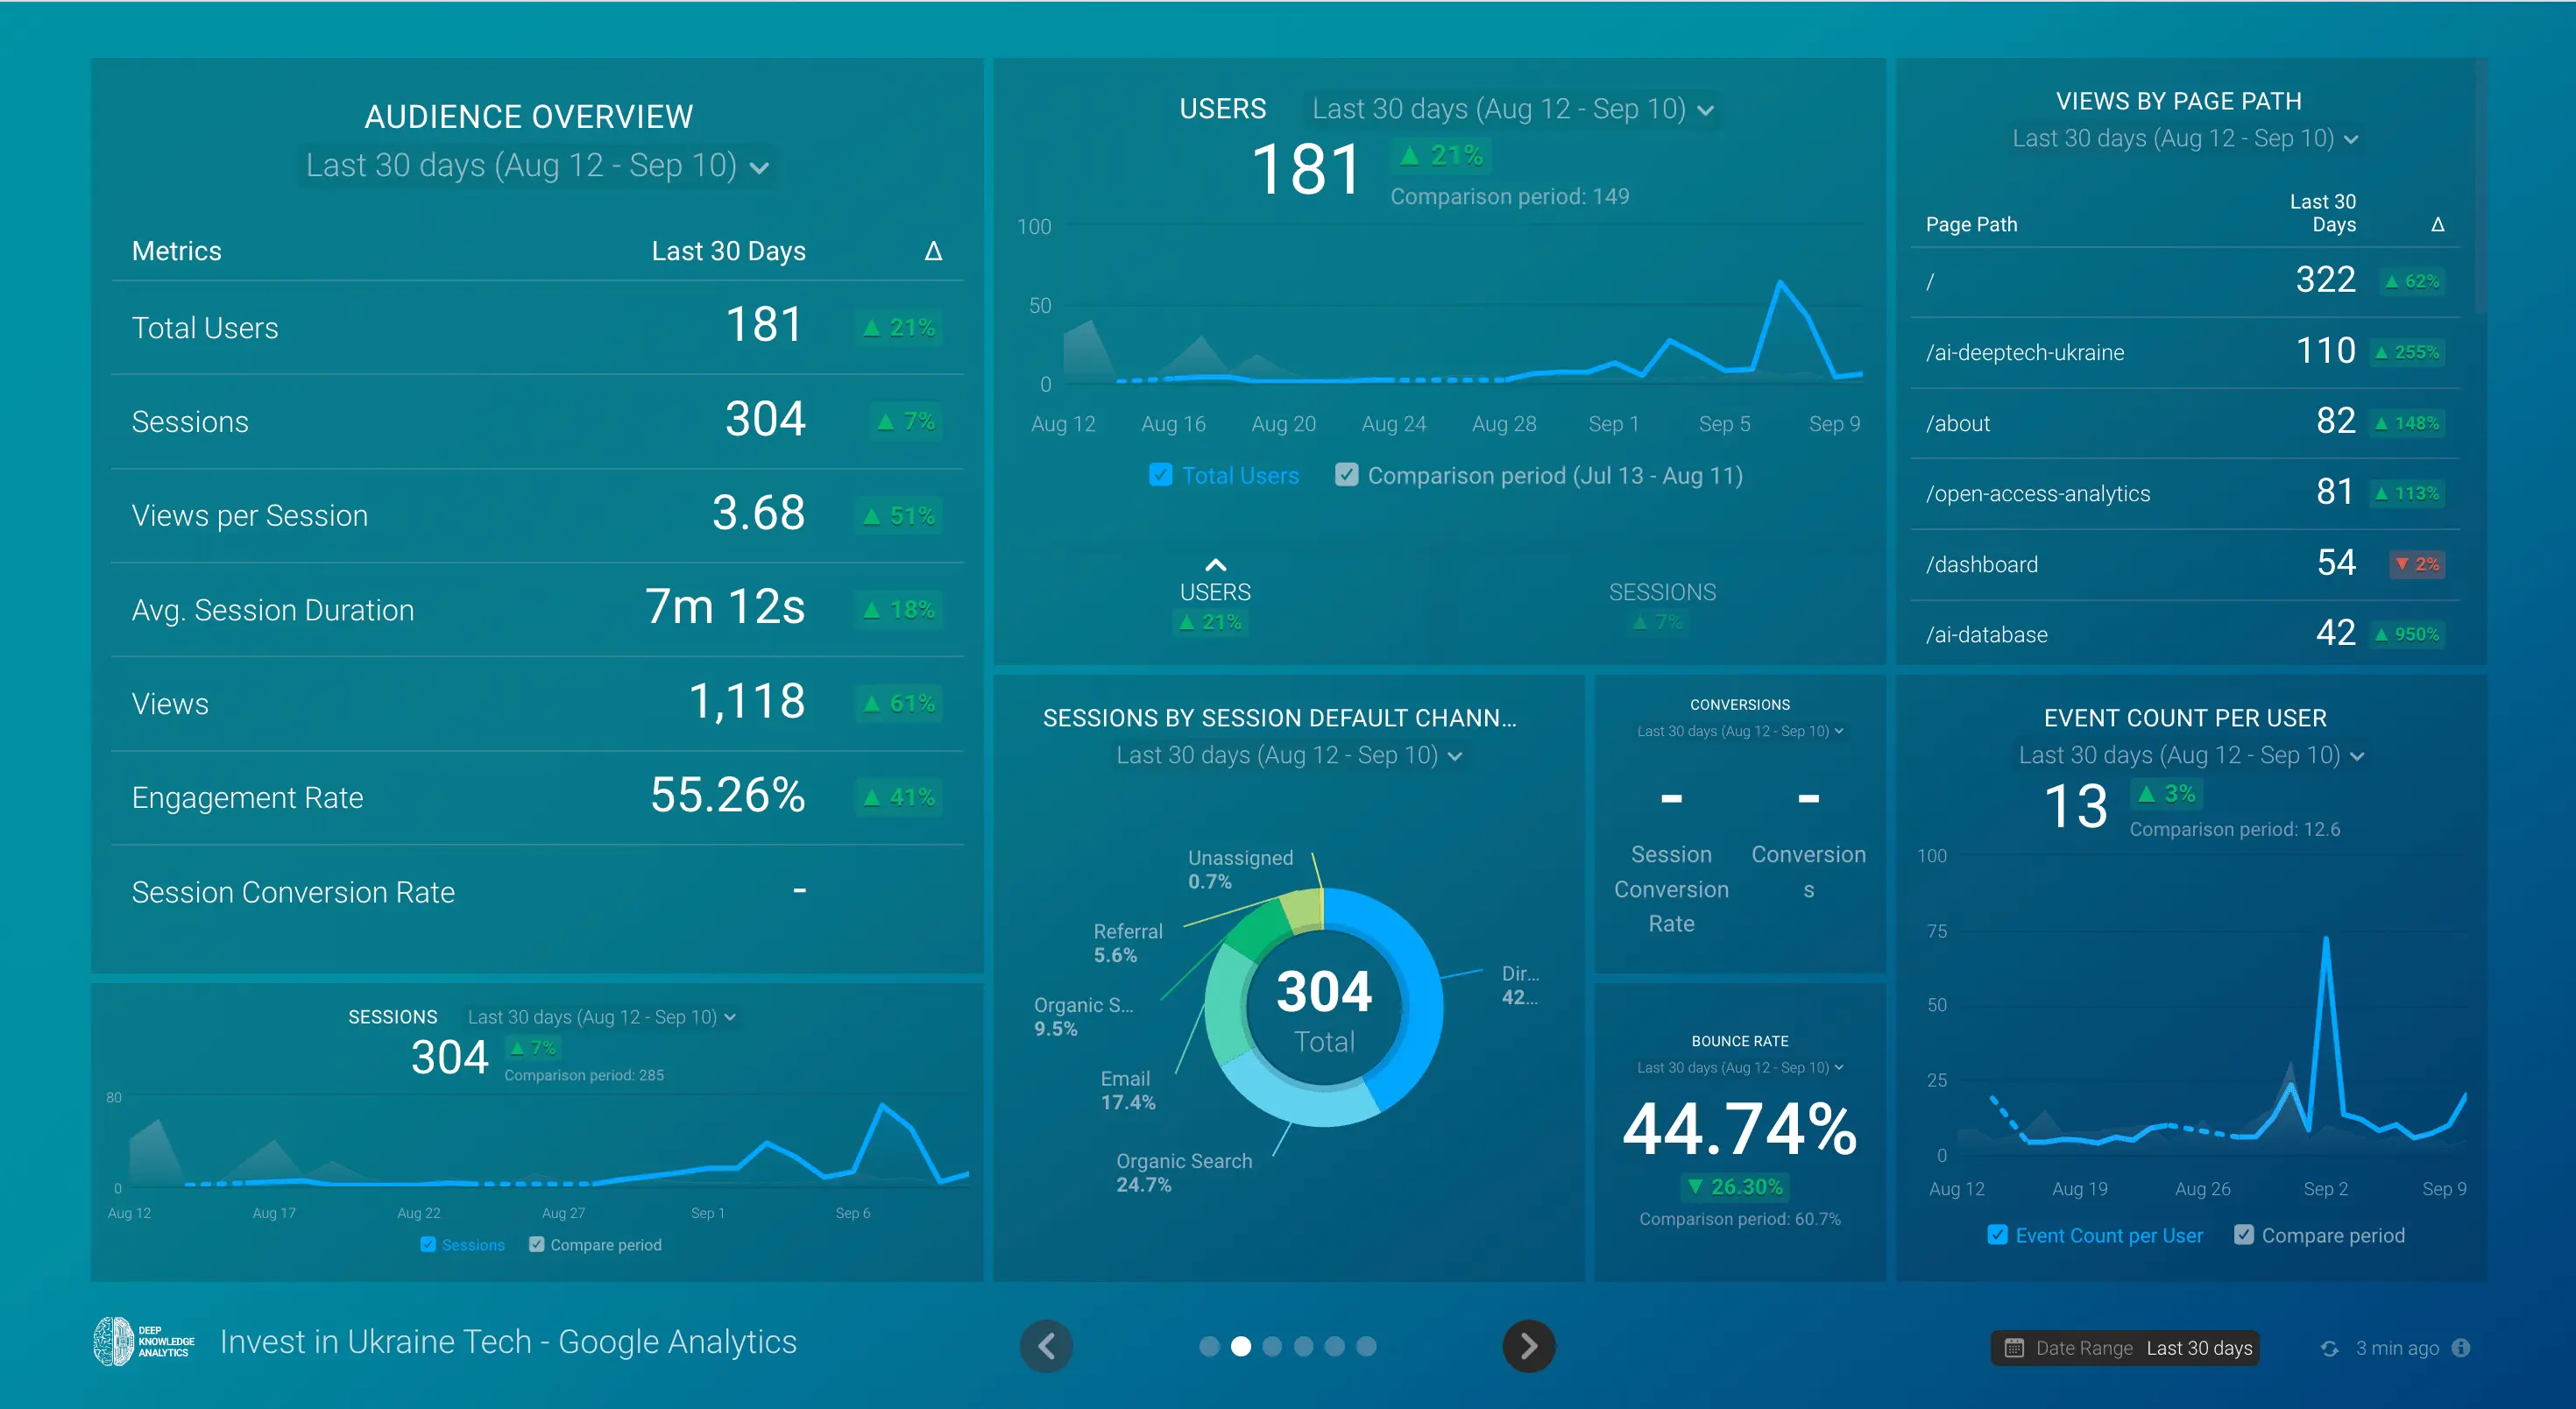 AUDIENCE OVERVIEW
Last 30 days (Aug 12 - Sep 10)
Metrics Last 30 Days Δ
Total Users 181 ▲ 21%
Sessions 304 ▲ 7%
Views per Session 3.68 ▲ 51%
Avg. Session Duration 7m 12s ▲ 18%
Views 1,118 ▲ 61%
Engagement Rate 55.26% ▲ 41%
Session Conversion Rate -
USERS Last 30 days (Aug 12 - Sep 10)
181 ▲ 21%
Comparison period: 149
100
50
0
Aug 12 Aug 16 Aug 20 Aug 24 Aug 28 Sep 1 Sep 5 Sep 9
Total Users Comparison period (Jul 13 - Aug 11)
USERS SESSIONS
▲ 21% ▲ 7%
VIEWS BY PAGE PATH
Last 30 days (Aug 12 - Sep 10)
Last 30
Page Path Days Δ
/ 322 ▲ 62%
/ai-deeptech-ukraine 110 ▲ 255%
/about 82 ▲ 148%
/open-access-analytics 81 ▲ 113%
/dashboard 54 ▼ 2%
/ai-database 42 ▲ 950%
SESSIONS Last 30 days (Aug 12 - Sep 10)
304 ▲ 7%
Comparison period: 285
80
0
Aug 12 Aug 17 Aug 22 Aug 27 Sep 1 Sep 6
Sessions Compare period
SESSIONS BY SESSION DEFAULT CHANN...
Last 30 days (Aug 12 - Sep 10)
Unassigned
0.7%
Referral
5.6%
Organic S...
9.5%
Email
17.4%
Organic Search
24.7%
Dir...
42...
304
Total
CONVERSIONS
Last 30 days (Aug 12 - Sep 10)
- -
Session Conversion
Conversion s
Rate
BOUNCE RATE
Last 30 days (Aug 12 - Sep 10)
44.74%
▼ 26.30%
Comparison period: 60.7%
EVENT COUNT PER USER
Last 30 days (Aug 12 - Sep 10)
13 ▲ 3%
Comparison period: 12.6
100
75
50
25
0
Aug 12 Aug 19 Aug 26 Sep 2 Sep 9
Event Count per User Compare period
DEEP
KNOWLEDGE
ANALYTICS
Invest in Ukraine Tech - Google Analytics
Date Range Last 30 days
3 min ago